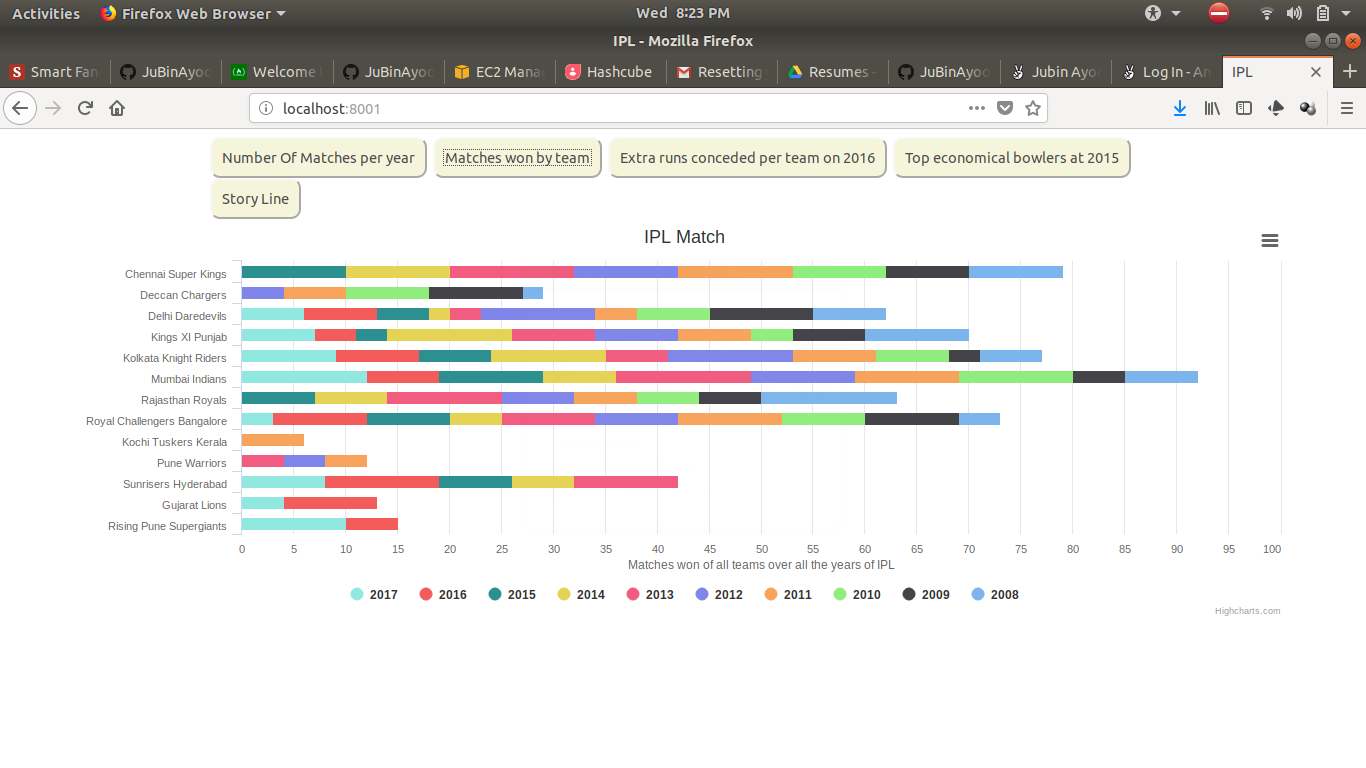 Activities Firefox Web Browser Wed 8:23 PM
IPL - Mozilla Firefox
Smart Fan JuBinAyoo Welcome JuBinAyoo EC2 Mana Hashcube Resetting Resumes - JuBinAyoo Jubin Ayoo Log In - An IPL
localhost:8001
Number Of Matches per year Matches won by team Extra runs conceded per team on 2016 Top economical bowlers at 2015
Story Line
IPL Match
Chennai Super Kings
Deccan Chargers
Delhi Daredevils
Kings XI Punjab
Kolkata Knight Riders
Mumbai Indians
Rajasthan Royals
Royal Challengers Bangalore
Kochi Tuskers Kerala
Pune Warriors
Sunrisers Hyderabad
Gujarat Lions
Rising Pune Supergiants
0 5 10 15 20 25 30 35 40 45 50 55 60 65 70 75 80 85 90 95 100
Matches won of all teams over all the years of IPL
2017 2016 2015 2014 2013 2012 2011 2010 2009 2008
Highcharts.com